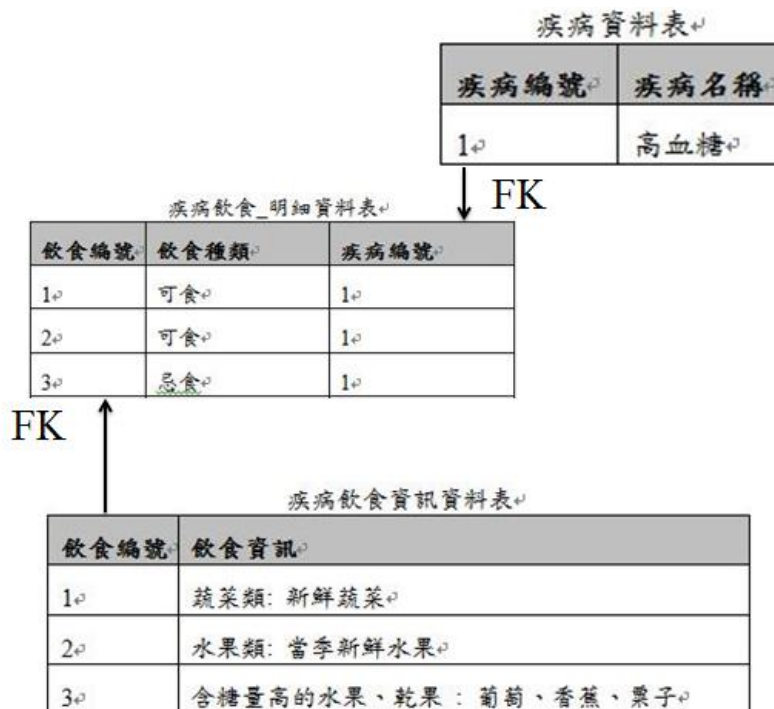 疾病資料表
疾病編號 疾病名稱
1 高血糖
FK
疾病飲食_明細資料表
飲食編號 飲食種類 疾病編號
1 可食 1
2 可食 1
3 忌食 1
FK
疾病飲食資訊資料表
飲食編號 飲食資訊
1 蔬菜類: 新鮮蔬菜
2 水果類: 當季新鮮水果
3 含糖量高的水果、乾果 : 葡萄、香蕉、栗子